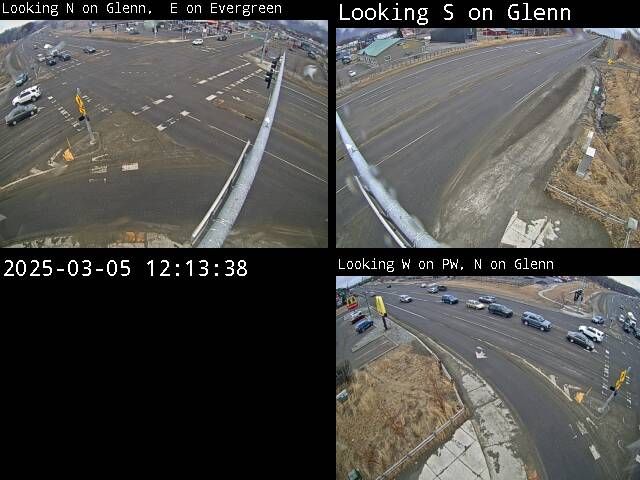 Looking N on Glenn, E on Evergreen
Looking S on Glenn
2025-03-05 12:13:38
Looking W on PW, N on Glenn